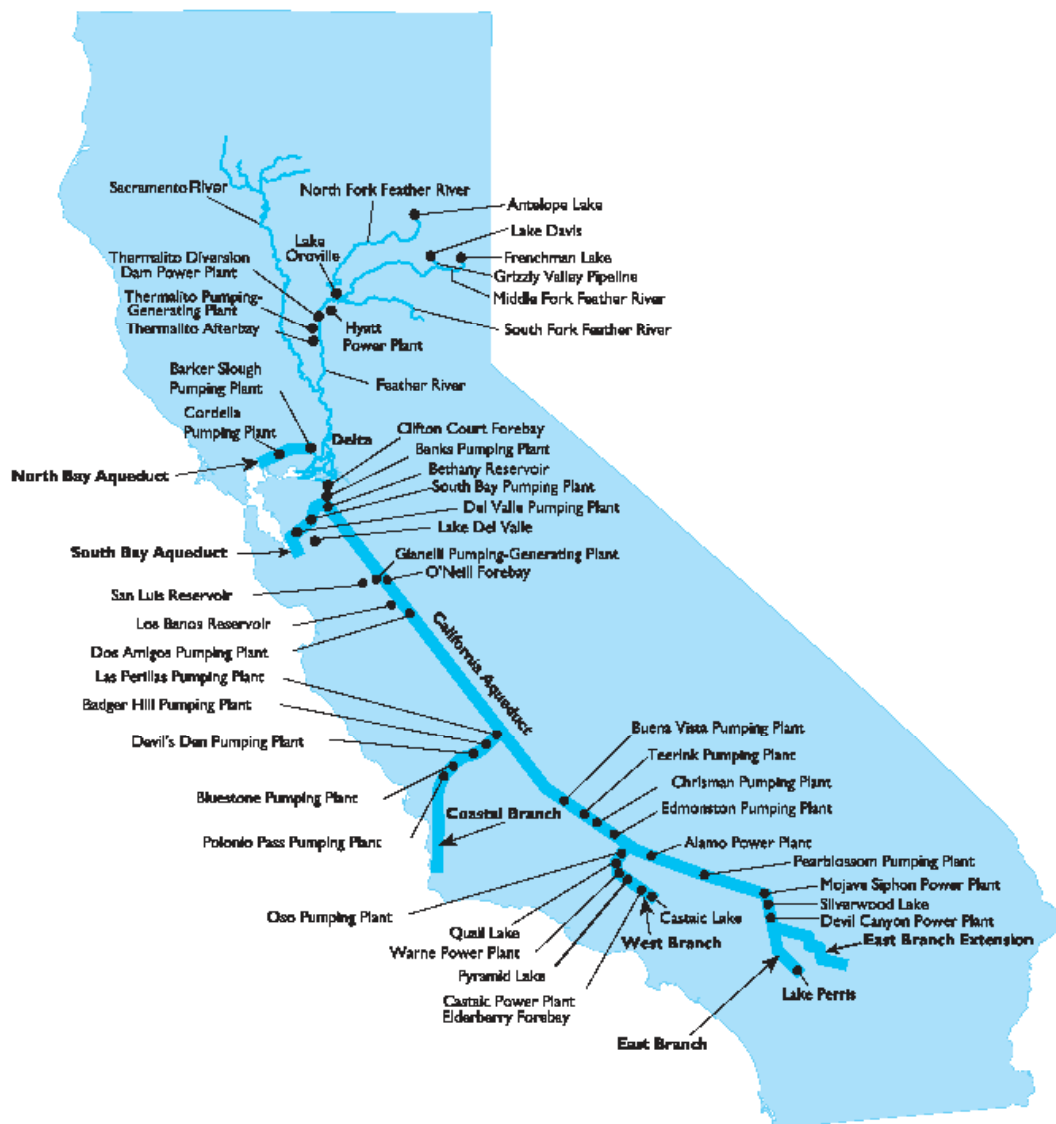 Sacramento River
North Fork Feather River
Antelope Lake
Lake Davis
Lake
Oroville
Frenchman Lake
Thermalito Diversion
Dam Power Plant
Grizzly Valley Pipeline
Middle Fork Feather River
Thermalito Pumping-
Generating Plant
Thermalito Afterbay
South Fork Feather River
Hyatt
Power Plant
Barker Slough
Pumping Plant
Feather River
Cordelia
Pumping Plant
Delta
Clifton Court Forebay
Banks Pumping Plant
North Bay Aqueduct
Bethany Reservoir
South Bay Pumping Plant
Del Valle Pumping Plant
Lake Del Valle
South Bay Aqueduct
Gianelli Pumping-Generating Plant
O'Neill Forebay
San Luis Reservoir
Los Banos Reservoir
Dos Amigos Pumping Plant
California Aqueduct
Las Perillas Pumping Plant
Badger Hill Pumping Plant
Devil's Den Pumping Plant
Bluestone Pumping Plant
Polonio Pass Pumping Plant
Coastal Branch
Buena Vista Pumping Plant
Teerink Pumping Plant
Chrisman Pumping Plant
Edmonston Pumping Plant
Alamo Power Plant
Pearblossom Pumping Plant
Mojave Siphon Power Plant
Silverwood Lake
Devil Canyon Power Plant
East Branch Extension
Oso Pumping Plant
Quail Lake
Warne Power Plant
Pyramid Lake
Castaic Power Plant
Elderberry Forebay
Castaic Lake
West Branch
Lake Perris
East Branch